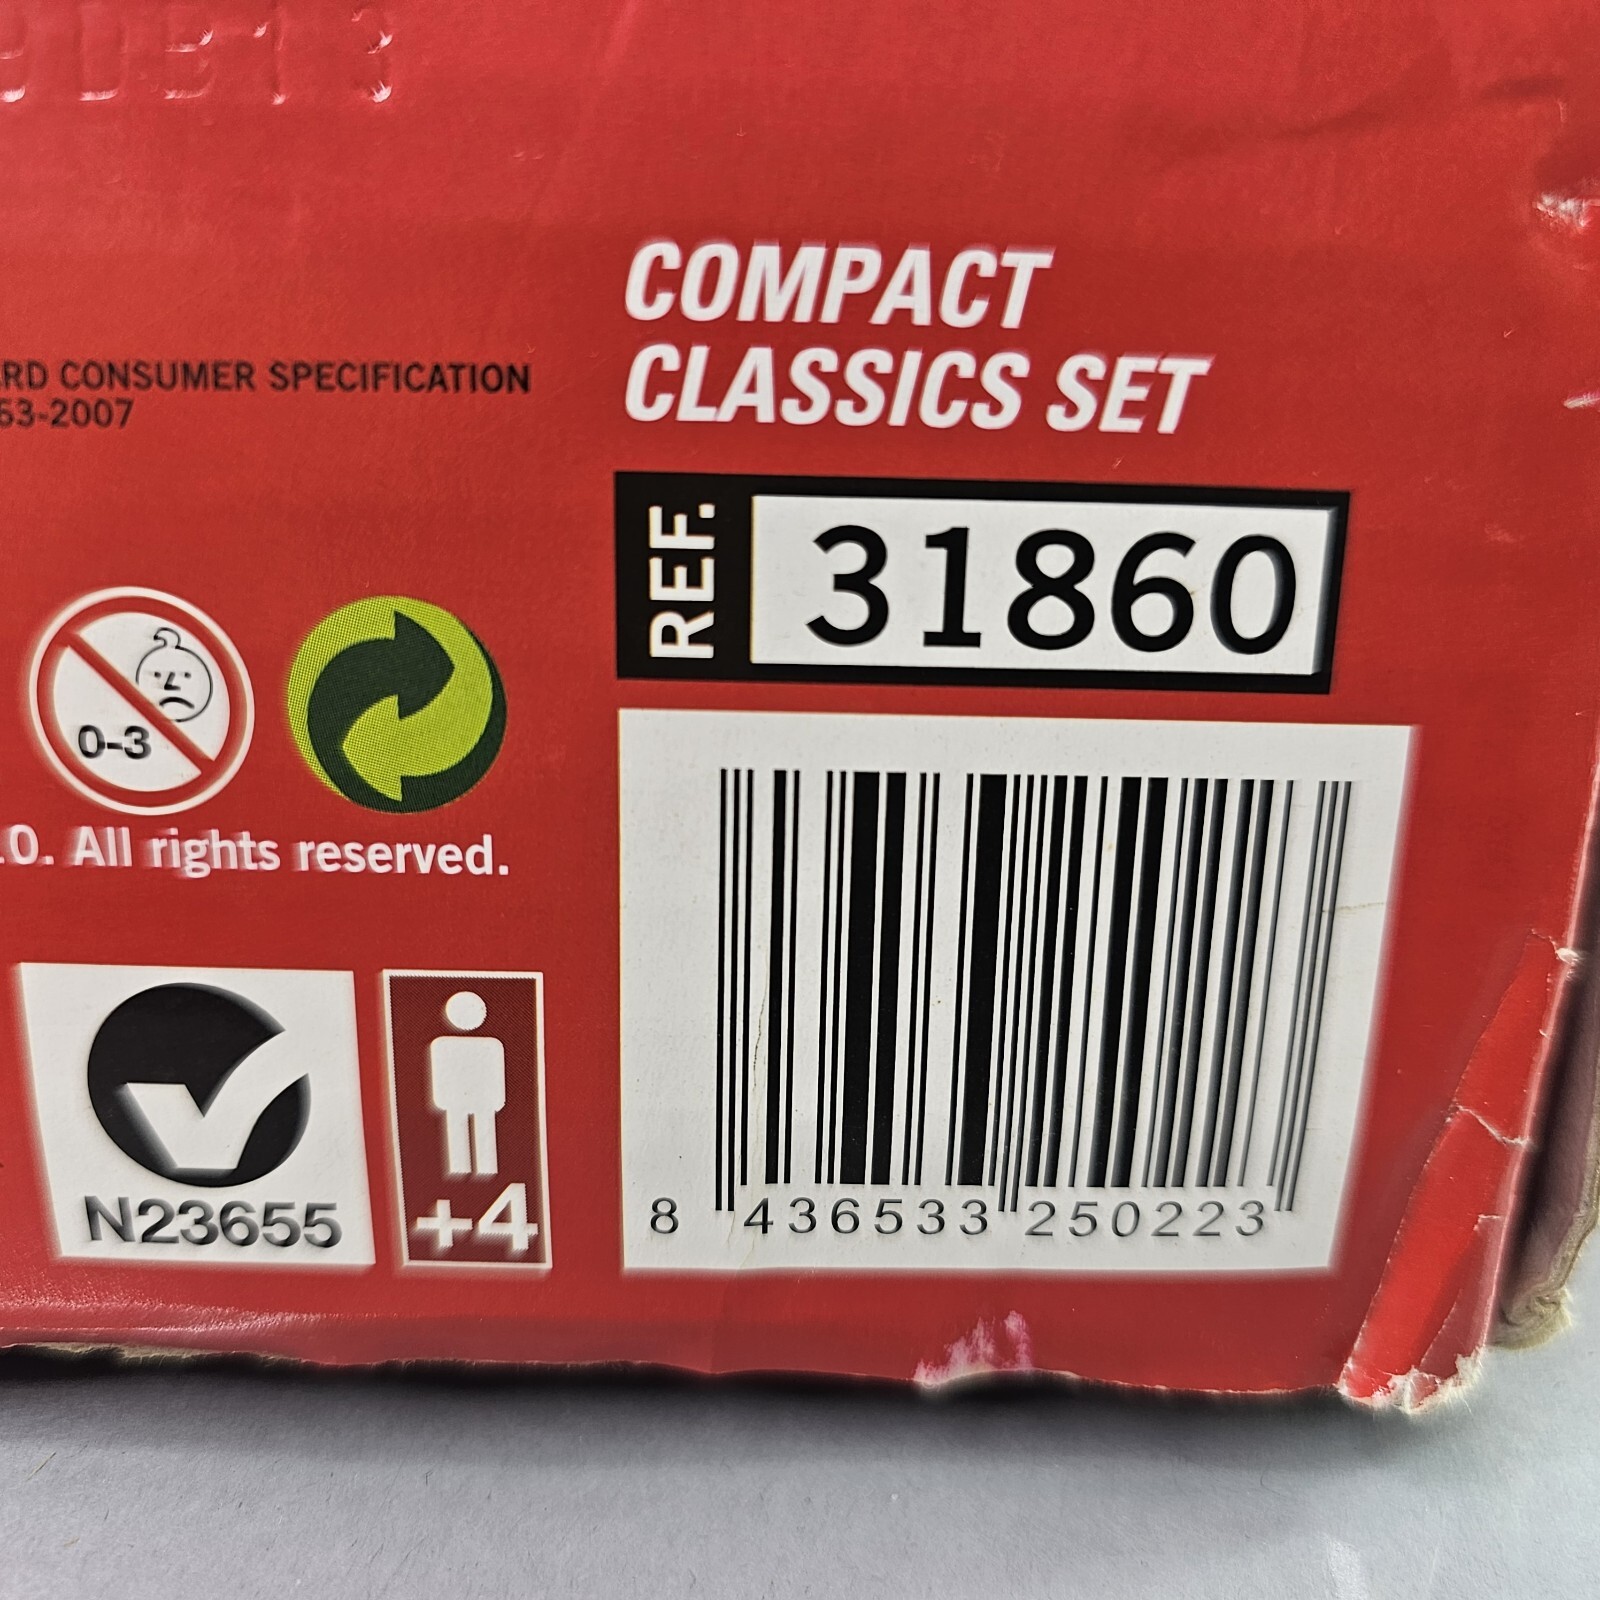 COMPACT
CLASSICS SET
RD CONSUMER SPECIFICATION
63-2007
REF. 31860
0-3
0. All rights reserved.
N23655
+4
8 436533 250223